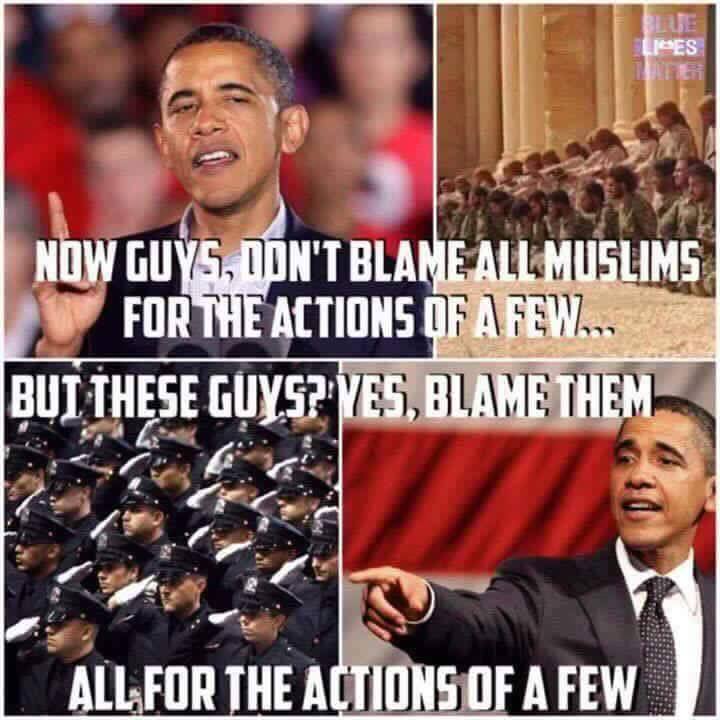 BLUE
LIVES
MATTER
NOW GUYS, DON'T BLAME ALL MUSLIMS
FOR THE ACTIONS OF A FEW...
BUT THESE GUYS? YES, BLAME THEM
ALL FOR THE ACTIONS OF A FEW